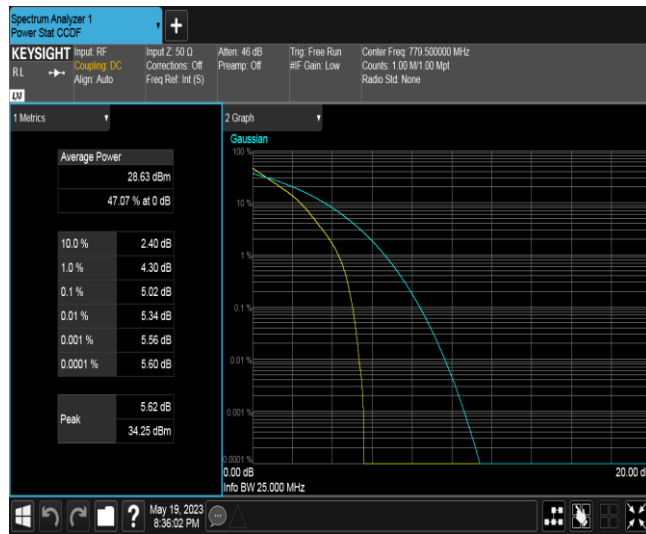 Spectrum Analyzer 1
Power Stat CCDF
KEYSIGHT
RL
LXI
Input: RF
Coupling: DC
Align: Auto
Input Z: 50 Ω
Corrections: Off
Freq Ref: Int (S)
Atten: 46 dB
Preamp: Off
Trig: Free Run
#IF Gain: Low
Center Freq: 779.500000 MHz
Counts: 1.00 M/1.00 Mpt
Radio Std: None
1 Metrics
Average Power
28.63 dBm
47.07 % at 0 dB
10.0 % 2.40 dB
1.0 % 4.30 dB
0.1 % 5.02 dB
0.01 % 5.34 dB
0.001 % 5.56 dB
0.0001 % 5.60 dB
Peak
5.62 dB
34.25 dBm
2 Graph
Gaussian
100 %
10 %
1 %
0.1 %
0.01 %
0.001 %
0.0001 %
0.00 dB
20.00 d
Info BW 25.000 MHz
?
May 19, 2023
8:36:02 PM